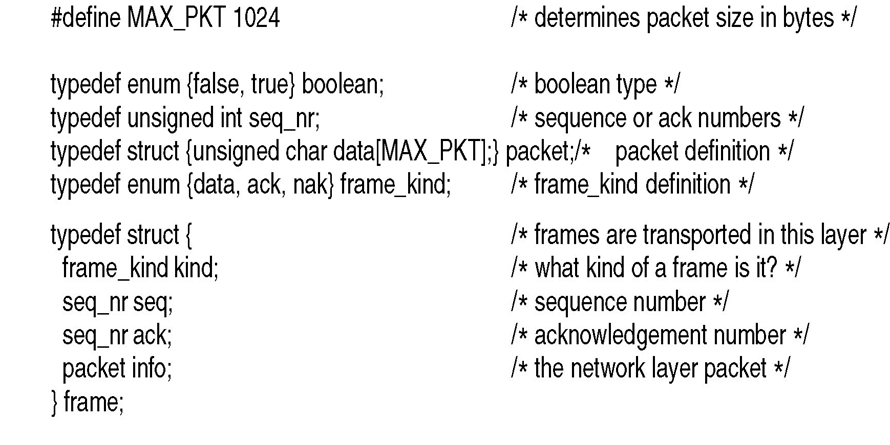 #define MAX_PKT 1024 /* determines packet size in bytes */
typedef enum {false, true} boolean; /* boolean type */
typedef unsigned int seq_nr; /* sequence or ack numbers */
typedef struct {unsigned char data[MAX_PKT];} packet;/* packet definition */
typedef enum {data, ack, nak} frame_kind; /* frame_kind definition */
typedef struct { /* frames are transported in this layer */
frame_kind kind; /* what kind of a frame is it? */
seq_nr seq; /* sequence number */
seq_nr ack; /* acknowledgement number */
packet info; /* the network layer packet */
} frame;